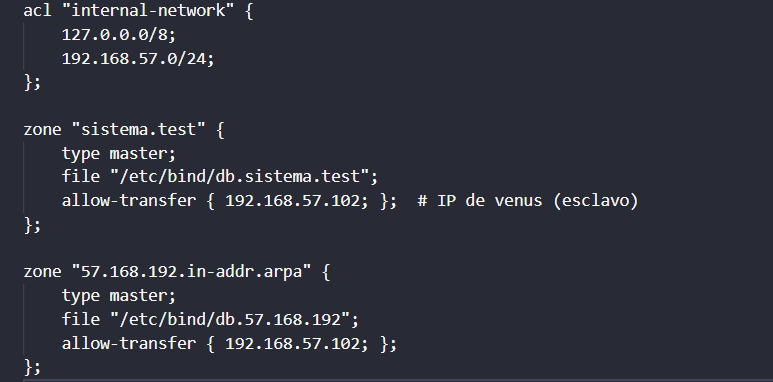 acl "internal-network" {
    127.0.0.0/8;
    192.168.57.0/24;
};

zone "sistema.test" {
    type master;
    file "/etc/bind/db.sistema.test";
    allow-transfer { 192.168.57.102; };  # IP de venus (esclavo)
};

zone "57.168.192.in-addr.arpa" {
    type master;
    file "/etc/bind/db.57.168.192";
    allow-transfer { 192.168.57.102; };
};